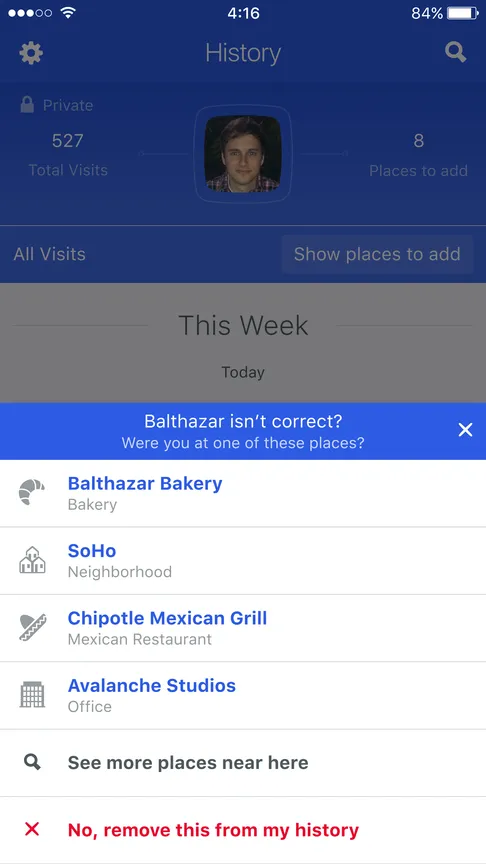 4:16
84%
History
Private
527
Total Visits
8
Places to add
All Visits
Show places to add
This Week
Today
Balthazar isn’t correct?
Were you at one of these places?
Balthazar Bakery
Bakery
SoHo
Neighborhood
Chipotle Mexican Grill
Mexican Restaurant
Avalanche Studios
Office
See more places near here
No, remove this from my history